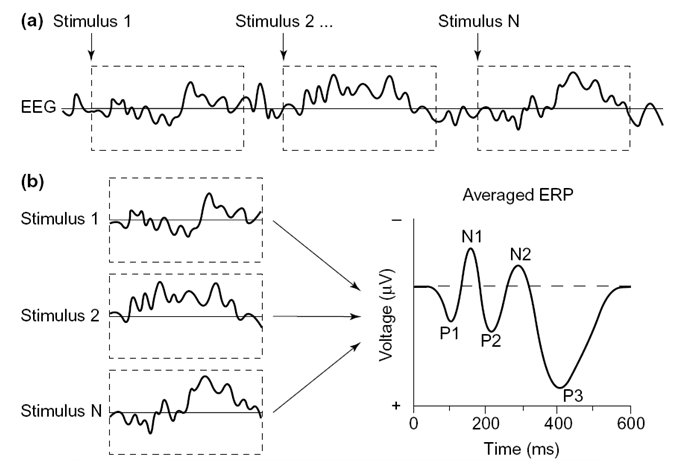 (a) Stimulus 1 Stimulus 2 ... Stimulus N
EEG
(b)
Stimulus 1
Stimulus 2
Stimulus N
Averaged ERP
–
N1 N2
Voltage (μV)
P1 P2
P3
+
0 200 400 600
Time (ms)